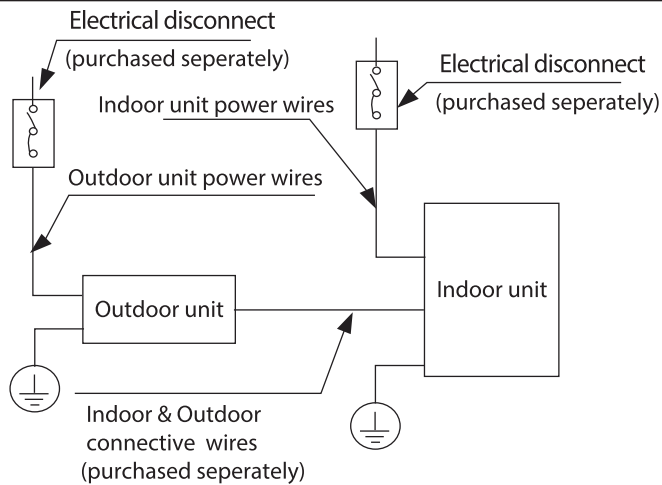 Electrical disconnect
(purchased seperately)
Electrical disconnect
(purchased seperately)
Indoor unit power wires
Outdoor unit power wires
Outdoor unit
Indoor unit
Indoor & Outdoor
connective wires
(purchased seperately)